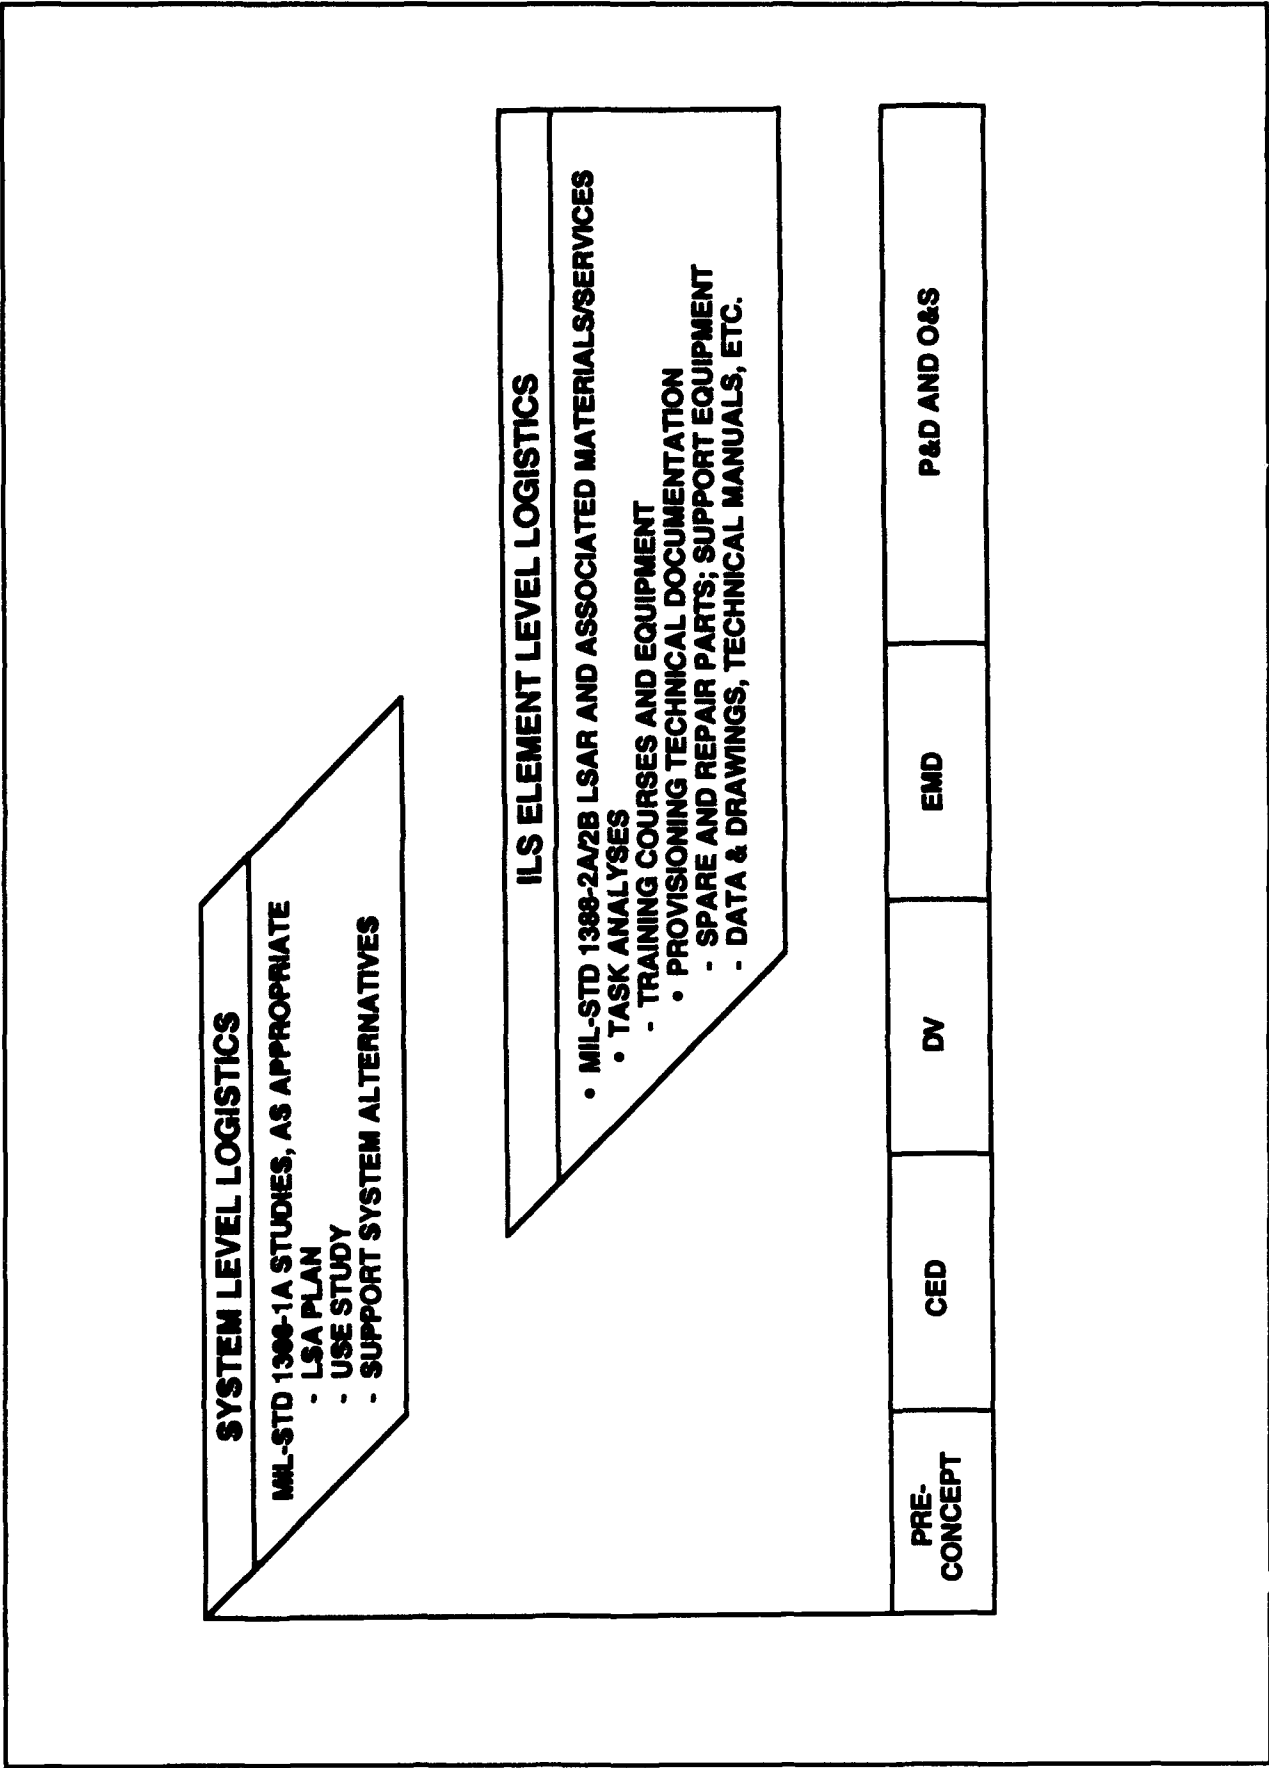 SYSTEM LEVEL LOGISTICS
MIL-STD 1388-1A STUDIES, AS APPROPRIATE
- LSA PLAN
- USE STUDY
- SUPPORT SYSTEM ALTERNATIVES
ILS ELEMENT LEVEL LOGISTICS
• MIL-STD 1388-2A/2B LSAR AND ASSOCIATED MATERIALS/SERVICES
• TASK ANALYSES
- TRAINING COURSES AND EQUIPMENT
• PROVISIONING TECHNICAL DOCUMENTATION
- SPARE AND REPAIR PARTS; SUPPORT EQUIPMENT
- DATA & DRAWINGS, TECHNICAL MANUALS, ETC.
PRE-
CONCEPT
CED
DV
EMD
P&D AND O&S